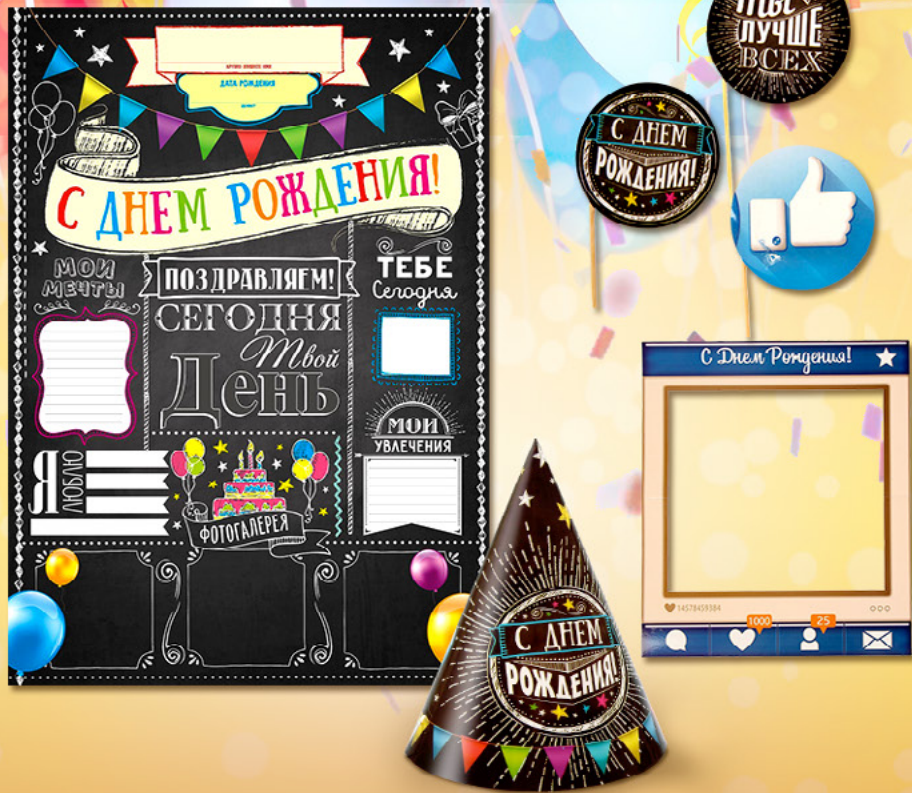 ДАТА РОЖДЕНИЯ
С ДНЕМ РОЖДЕНИЯ!
МОИ
МЕЧТЫ
ПОЗДРАВЛЯЕМ!
СЕГОДНЯ
Твой
День
ТЕБЕ
Сегодня
МОИ
УВЛЕЧЕНИЯ
Я
ЛЮБЛЮ
ФОТОГАЛЕРЕЯ
ТЫ
ЛУЧШЕ
ВСЕХ
С ДНЕМ
РОЖДЕНИЯ!
С Днем Рождения!
14578459384
1000
25
С ДНЕМ
РОЖДЕНИЯ!